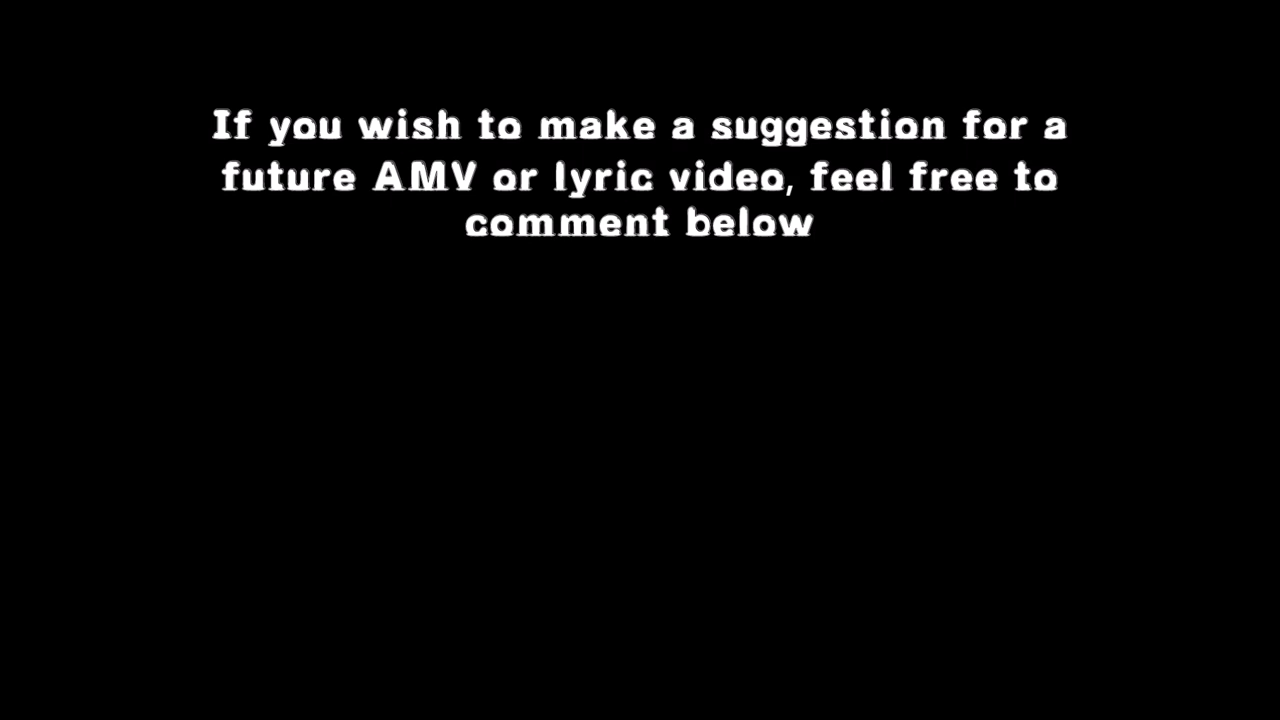 If you wish to make a suggestion for a
future AMV or lyric video, feel free to
comment below